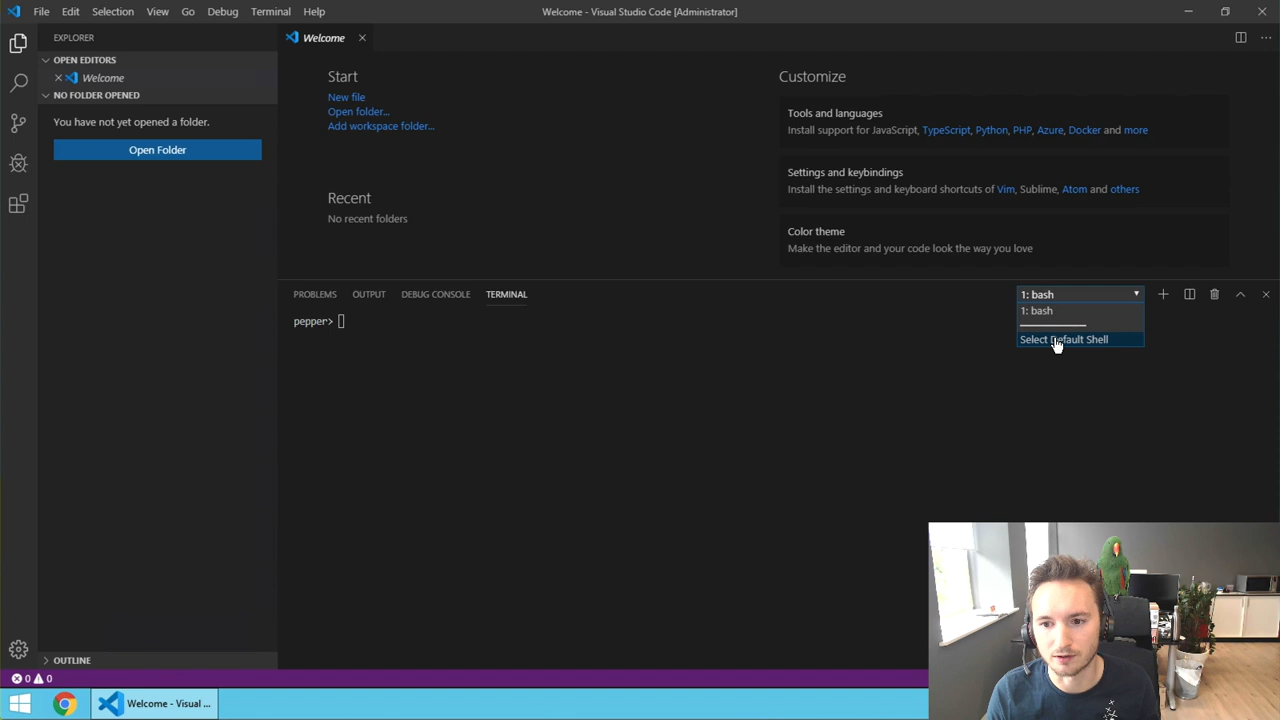 File Edit Selection View Go Debug Terminal Help
Welcome - Visual Studio Code [Administrator]
EXPLORER
OPEN EDITORS
Welcome
NO FOLDER OPENED
You have not yet opened a folder.
Open Folder
OUTLINE
Welcome
Start
New file
Open folder...
Add workspace folder...
Recent
No recent folders
Customize
Tools and languages
Install support for JavaScript, TypeScript, Python, PHP, Azure, Docker and more
Settings and keybindings
Install the settings and keyboard shortcuts of Vim, Sublime, Atom and others
Color theme
Make the editor and your code look the way you love
PROBLEMS OUTPUT DEBUG CONSOLE TERMINAL
1: bash
1: bash
Select Default Shell
pepper>
0 0
Welcome - Visual ...